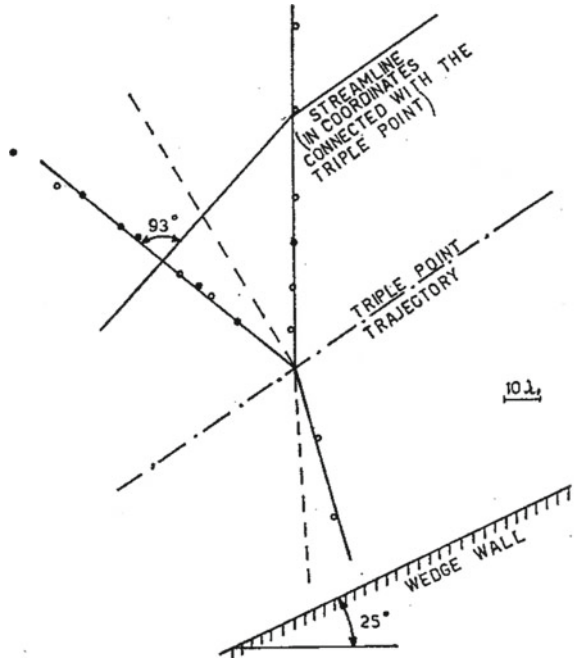 STREAMLINE
(IN COORDINATES
CONNECTED WITH THE
TRIPLE POINT)
93°
TRIPLE POINT
TRAJECTORY
10λ,
WEDGE WALL
25°